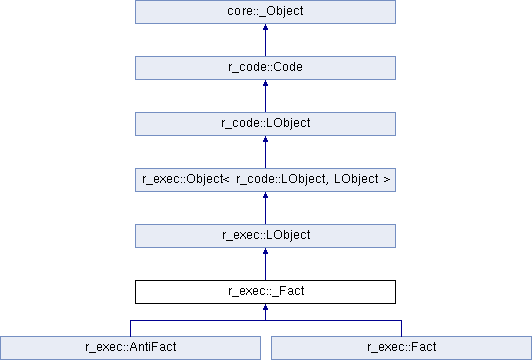 core::_Object
r_code::Code
r_code::LObject
r_exec::Object< r_code::LObject, LObject >
r_exec::LObject
r_exec::_Fact
r_exec::AntiFact
r_exec::Fact